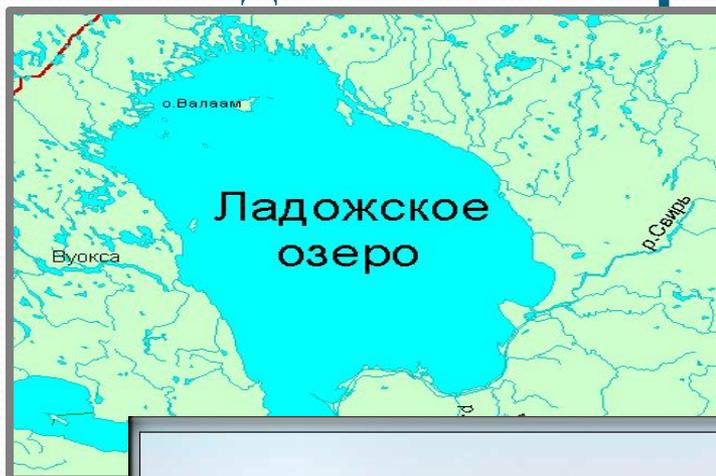 о.Валаам
Ладожское
озеро
Вуокса
р.Свирь